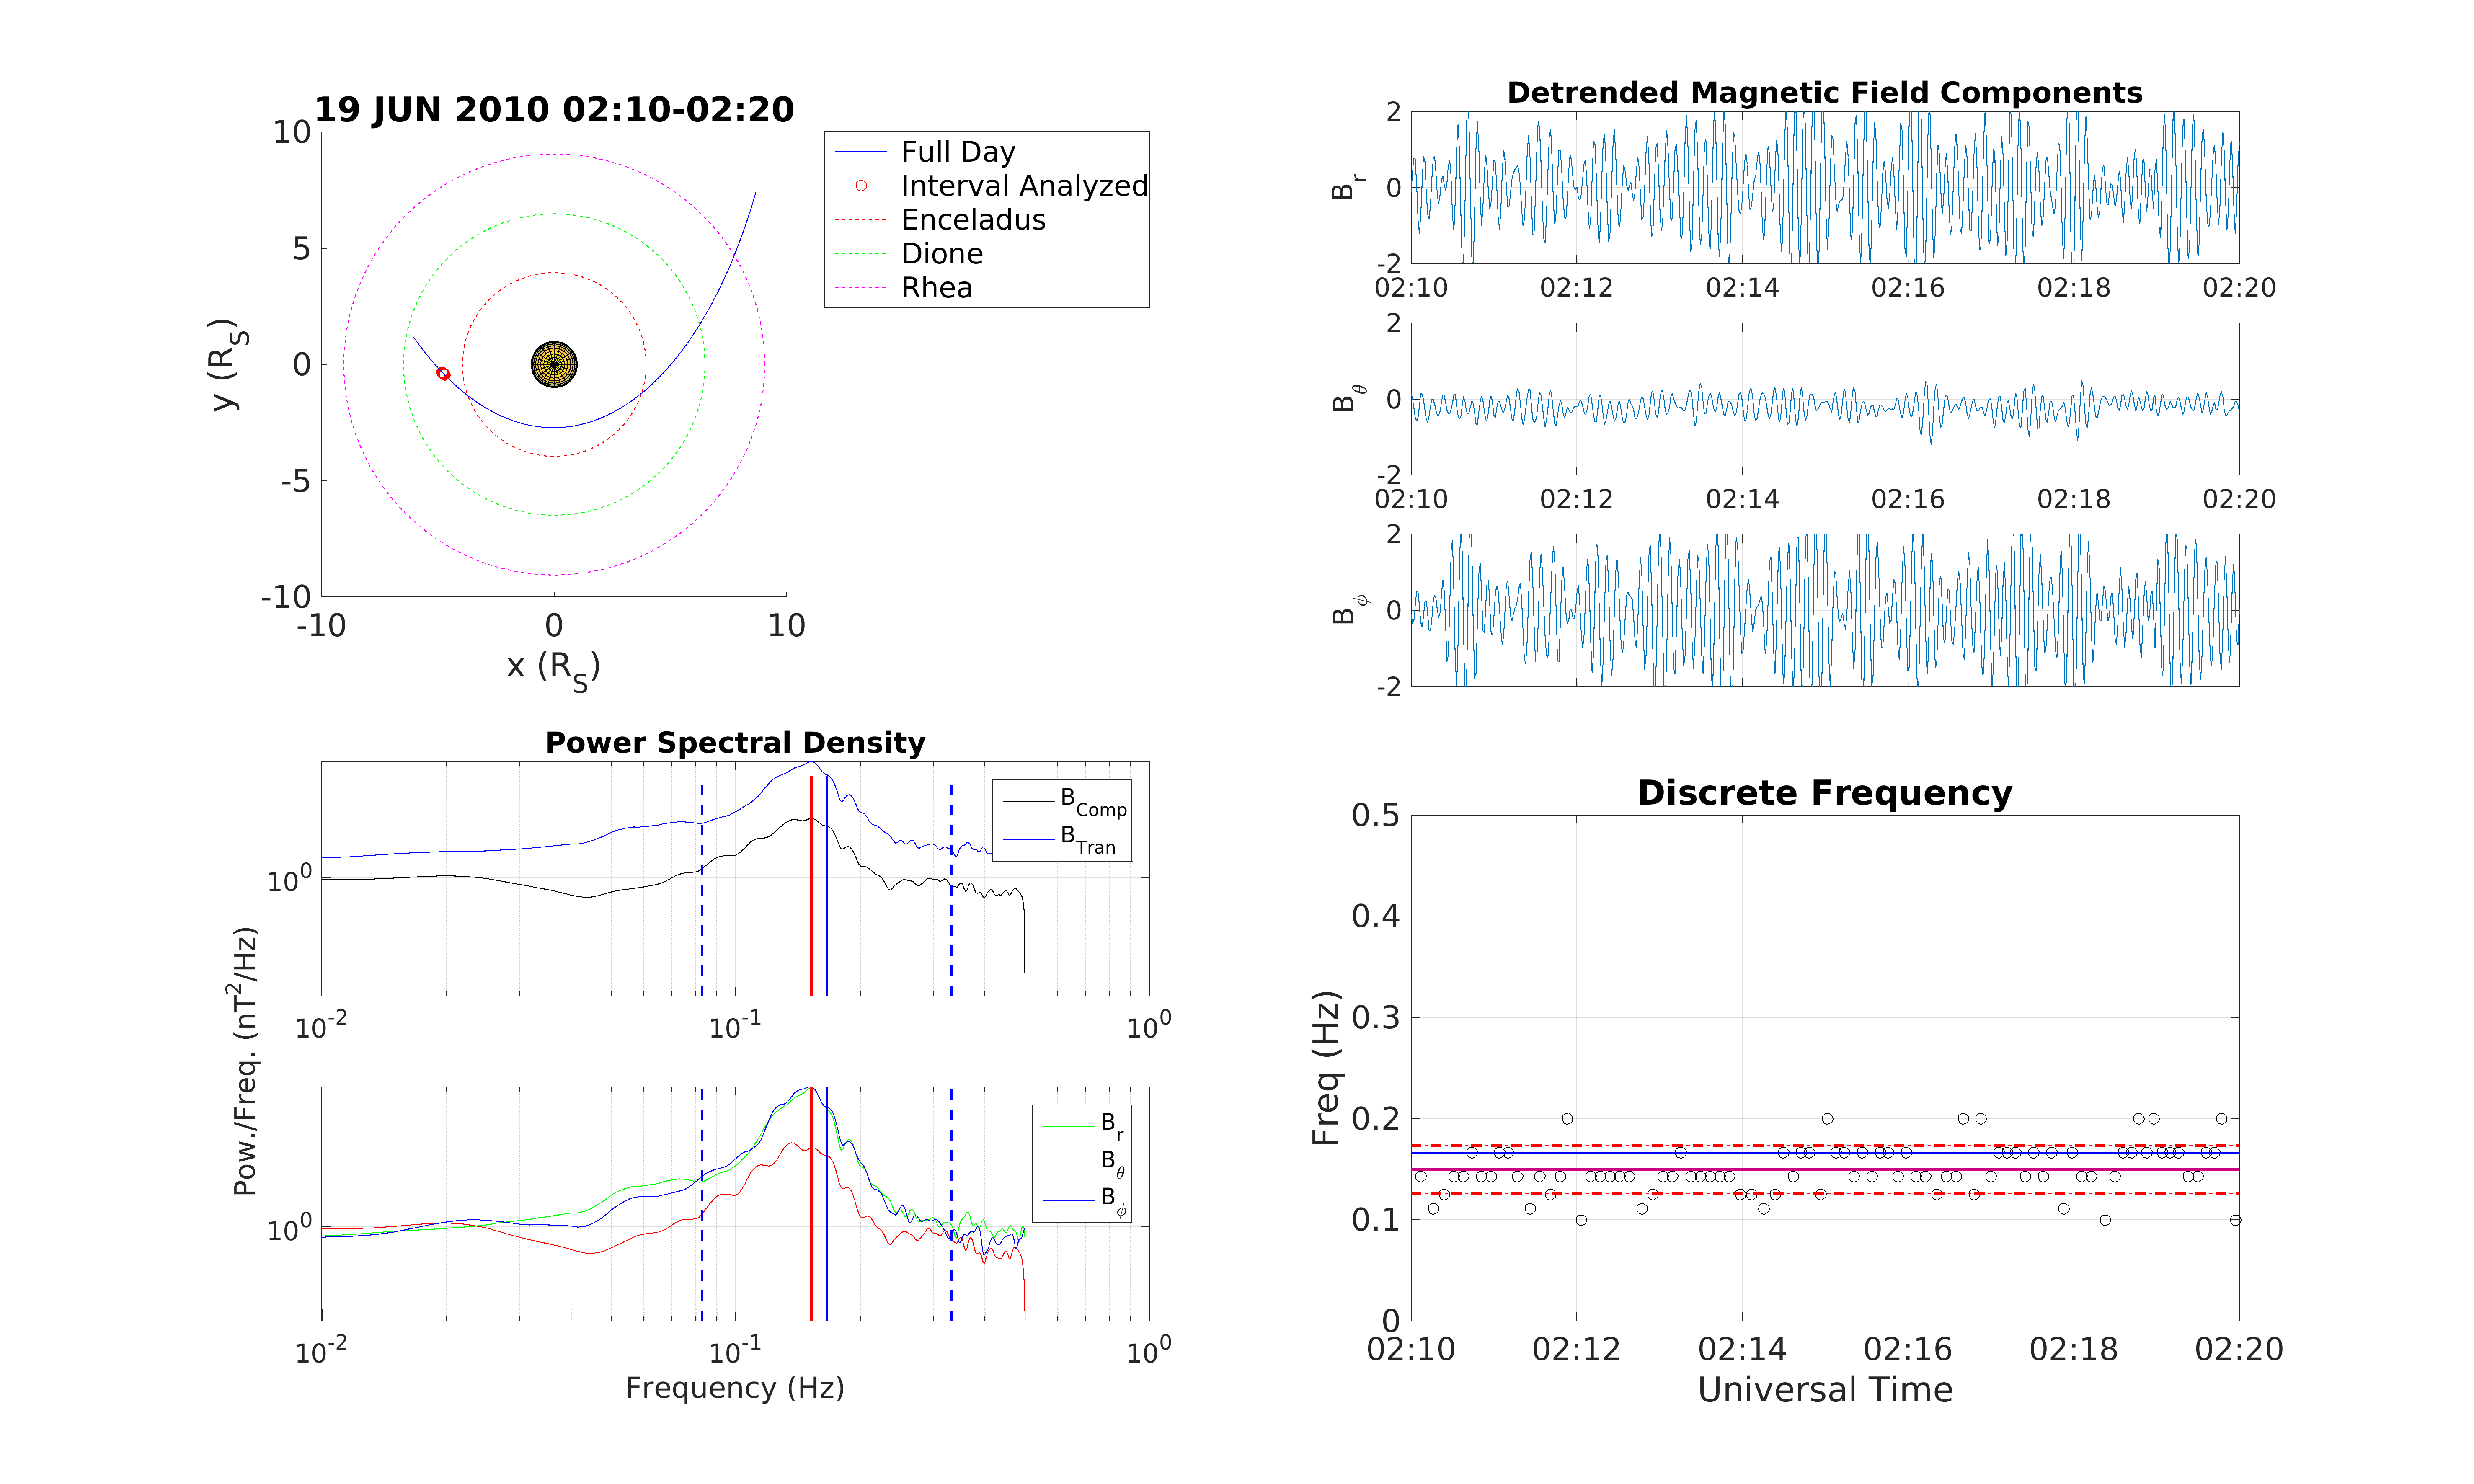 19 JUN 2010 02:10-02:20
10
5
0
-5
-10
y (R_S)
-10 0 10
x (R_S)
Full Day
Interval Analyzed
Enceladus
Dione
Rhea
Detrended Magnetic Field Components
2
0
-2
B_r
02:10 02:12 02:14 02:16 02:18 02:20
2
0
-2
B_θ
02:10 02:12 02:14 02:16 02:18 02:20
2
0
-2
B_ϕ
Power Spectral Density
10^0
B_Comp
B_Tran
10^-2 10^-1 10^0
Pow./Freq. (nT^2/Hz)
10^0
B_r
B_θ
B_ϕ
10^-2 10^-1 10^0
Frequency (Hz)
Discrete Frequency
0.5
0.4
0.3
0.2
0.1
0
Freq (Hz)
02:10 02:12 02:14 02:16 02:18 02:20
Universal Time